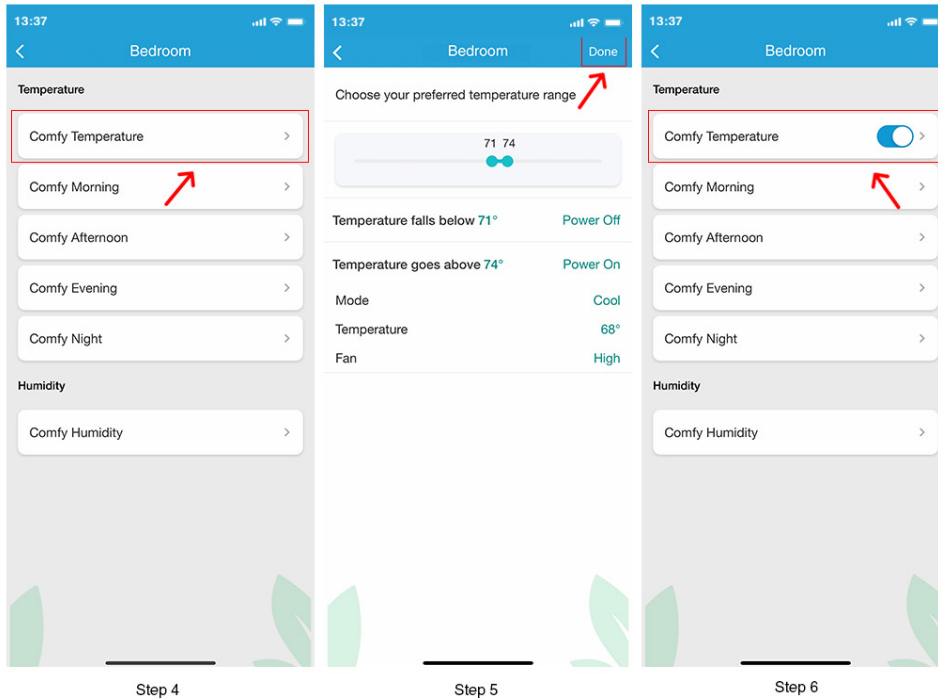 13:37
Bedroom
Temperature
Comfy Temperature
Comfy Morning
Comfy Afternoon
Comfy Evening
Comfy Night
Humidity
Comfy Humidity
Step 4
13:37
Bedroom Done
Choose your preferred temperature range
71 74
Temperature falls below 71° Power Off
Temperature goes above 74° Power On
Mode Cool
Temperature 68°
Fan High
Step 5
13:37
Bedroom
Temperature
Comfy Temperature
Comfy Morning
Comfy Afternoon
Comfy Evening
Comfy Night
Humidity
Comfy Humidity
Step 6